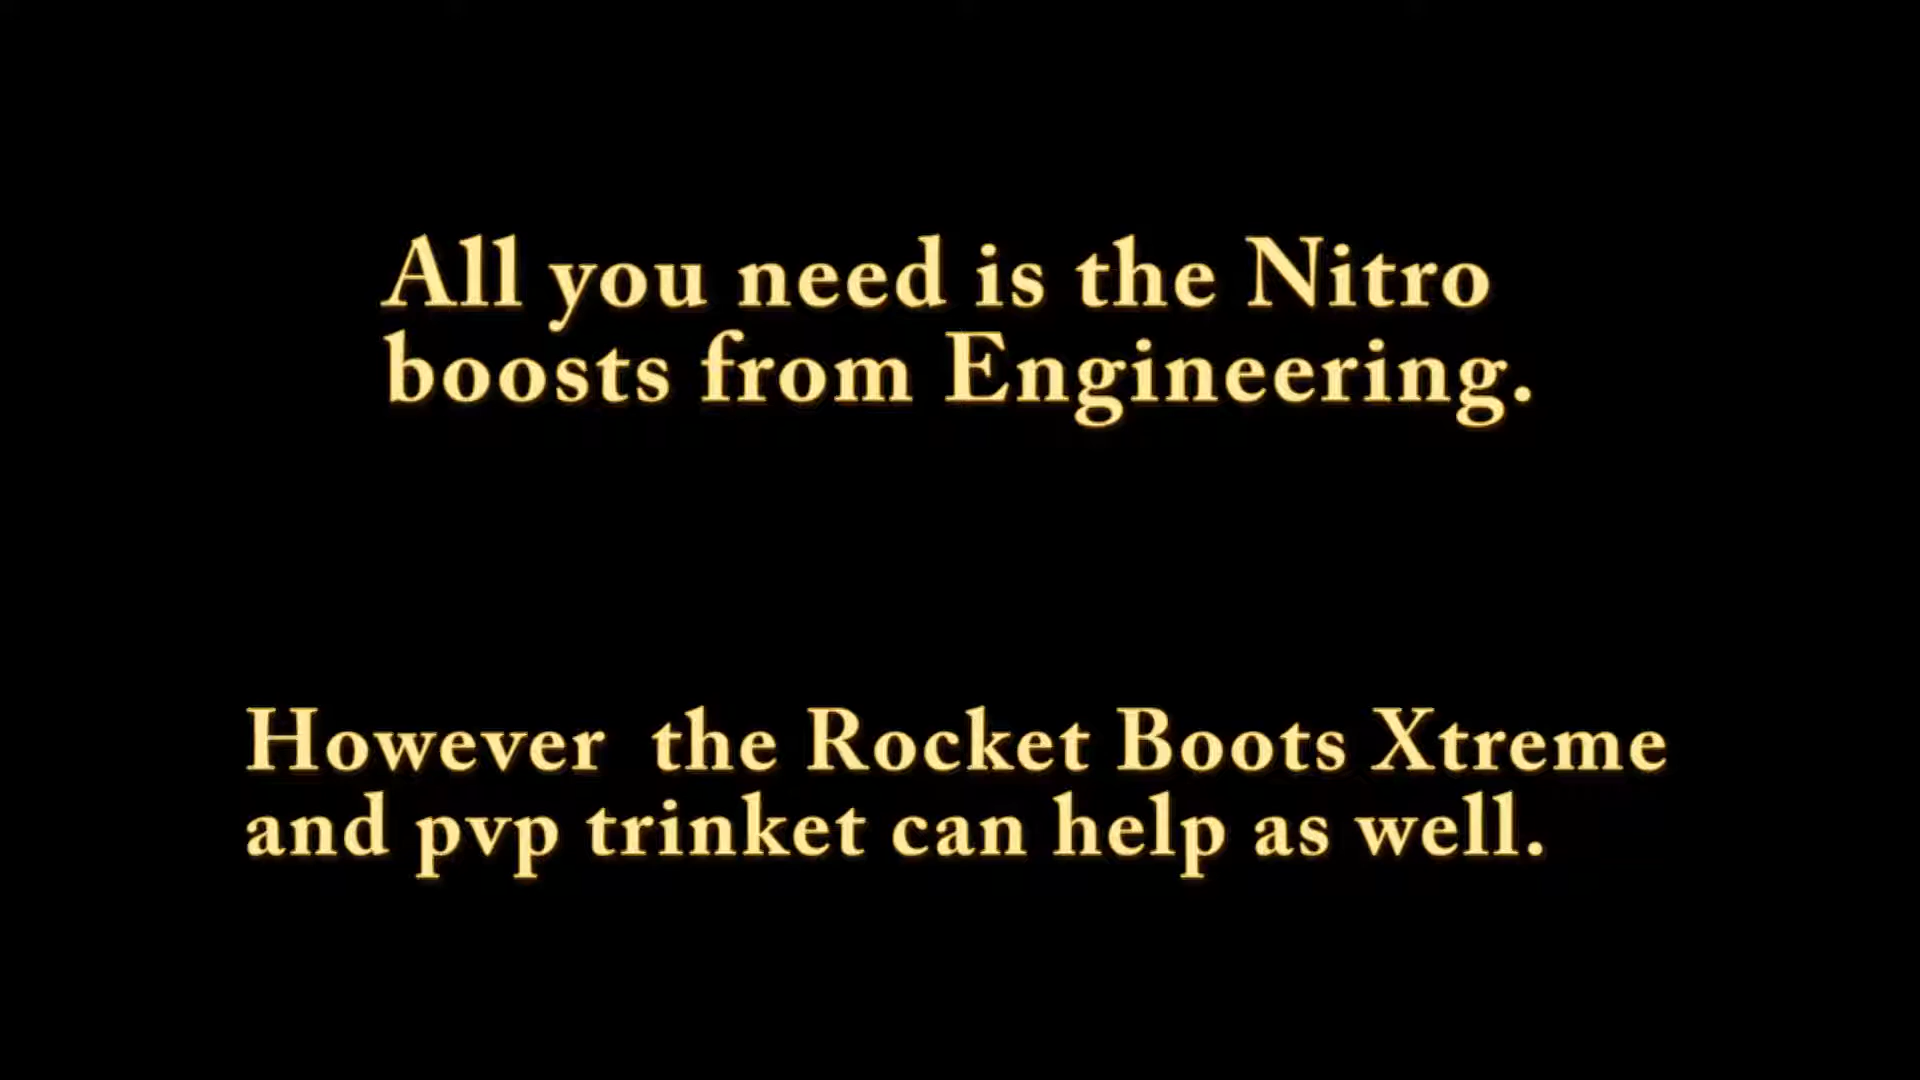 All you need is the Nitro
boosts from Engineering.
However the Rocket Boots Xtreme
and pvp trinket can help as well.